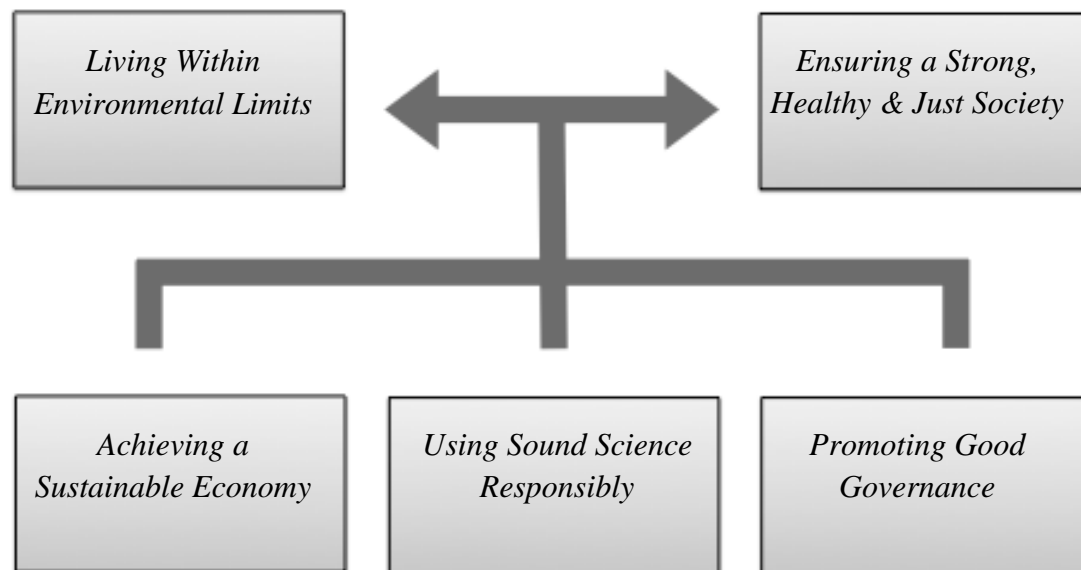 Living Within
Environmental Limits
Ensuring a Strong,
Healthy & Just Society
Achieving a
Sustainable Economy
Using Sound Science
Responsibly
Promoting Good
Governance